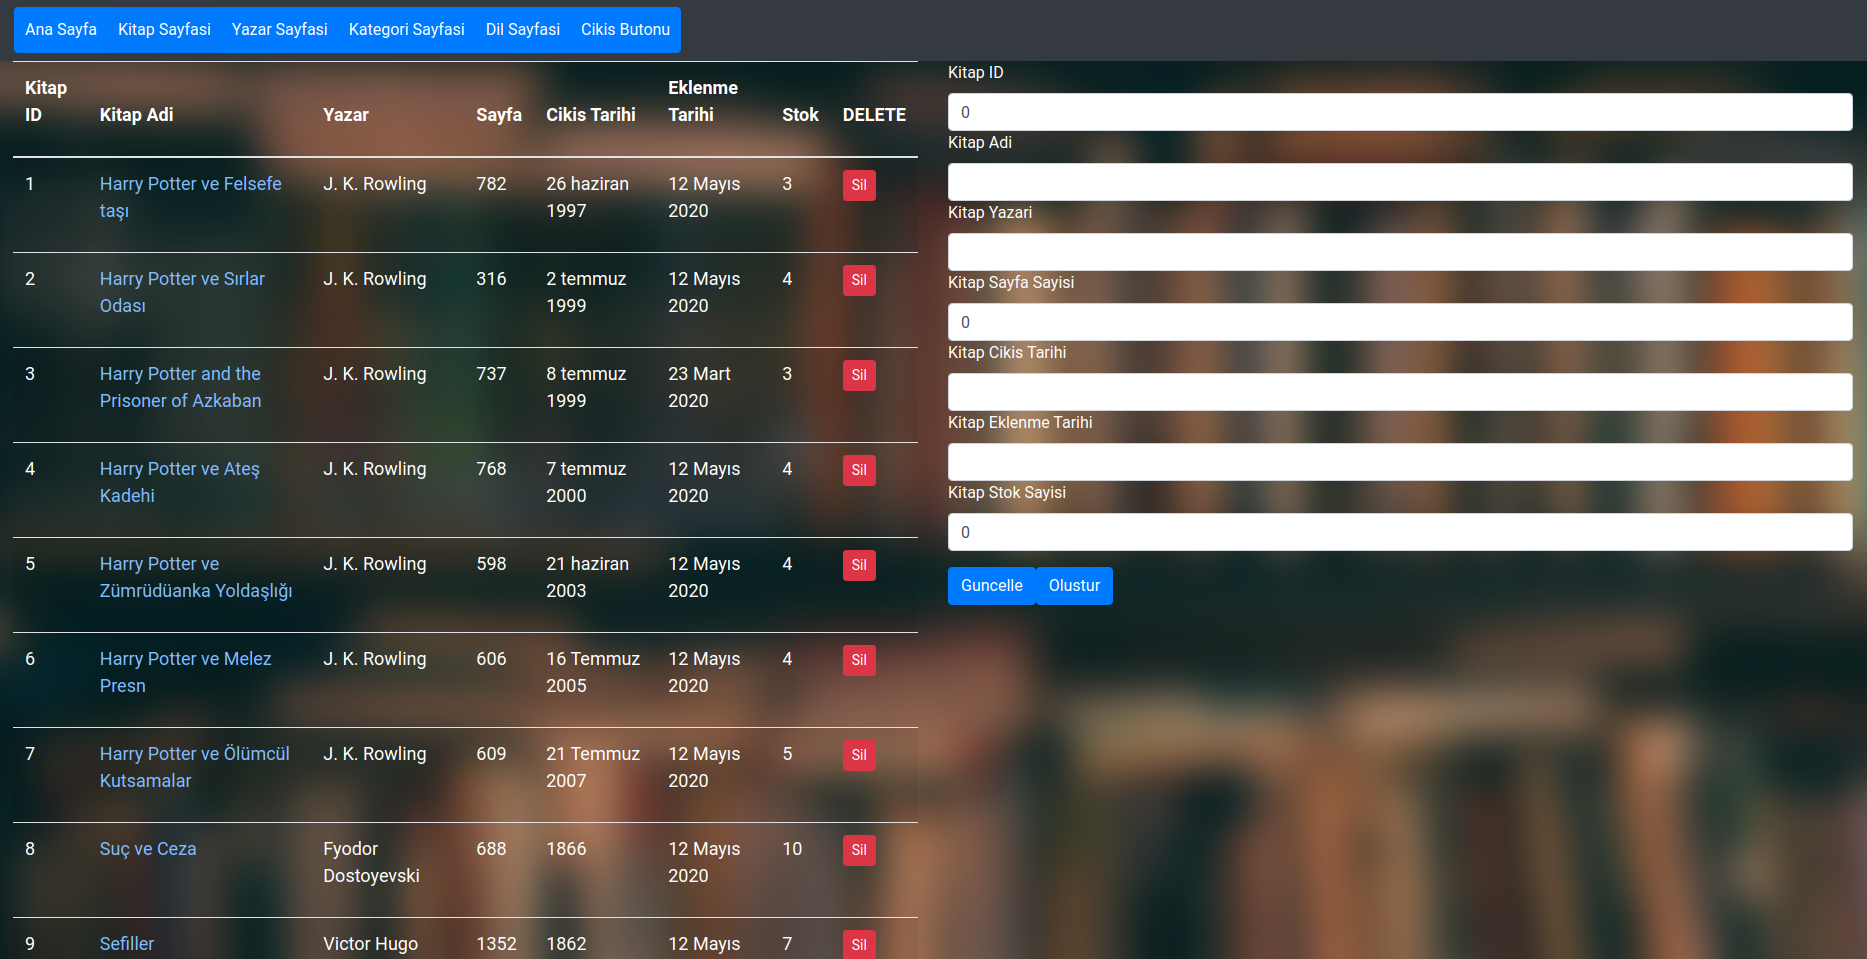 Ana Sayfa Kitap Sayfasi Yazar Sayfasi Kategori Sayfasi Dil Sayfasi Cikis Butonu
Kitap ID Kitap Adi Yazar Sayfa Cikis Tarihi Eklenme Tarihi Stok DELETE
1 Harry Potter ve Felsefe J. K. Rowling 782 26 haziran 12 Mayıs 3 Sil
taşı 1997 2020
2 Harry Potter ve Sırlar J. K. Rowling 316 2 temmuz 12 Mayıs 4 Sil
Odası 1999 2020
3 Harry Potter and the J. K. Rowling 737 8 temmuz 23 Mart 3 Sil
Prisoner of Azkaban 1999 2020
4 Harry Potter ve Ateş J. K. Rowling 768 7 temmuz 12 Mayıs 4 Sil
Kadehi 2000 2020
5 Harry Potter ve J. K. Rowling 598 21 haziran 12 Mayıs 4 Sil
Zümrüdüanka Yoldaşlığı 2003 2020
6 Harry Potter ve Melez J. K. Rowling 606 16 Temmuz 12 Mayıs 4 Sil
Presn 2005 2020
7 Harry Potter ve Ölümcül J. K. Rowling 609 21 Temmuz 12 Mayıs 5 Sil
Kutsamalar 2007 2020
8 Suç ve Ceza Fyodor 688 1866 12 Mayıs 10 Sil
Dostoyevski 2020
9 Sefiller Victor Hugo 1352 1862 12 Mayıs 7 Sil
Kitap ID
0
Kitap Adi
Kitap Yazari
Kitap Sayfa Sayisi
0
Kitap Cikis Tarihi
Kitap Eklenme Tarihi
Kitap Stok Sayisi
0
Guncelle Olustur